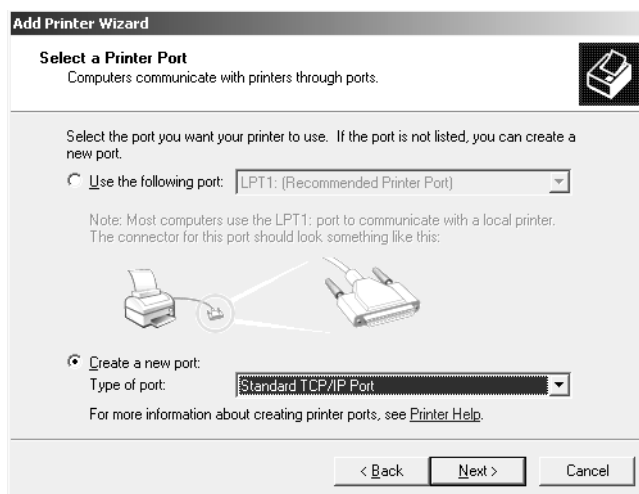 Add Printer Wizard
Select a Printer Port
Computers communicate with printers through ports.
Select the port you want your printer to use. If the port is not listed, you can create a
new port.
Use the following port: LPT1: (Recommended Printer Port)
Note: Most computers use the LPT1: port to communicate with a local printer.
The connector for this port should look something like this:
Create a new port:
Type of port: Standard TCP/IP Port
For more information about creating printer ports, see Printer Help.
< Back Next > Cancel